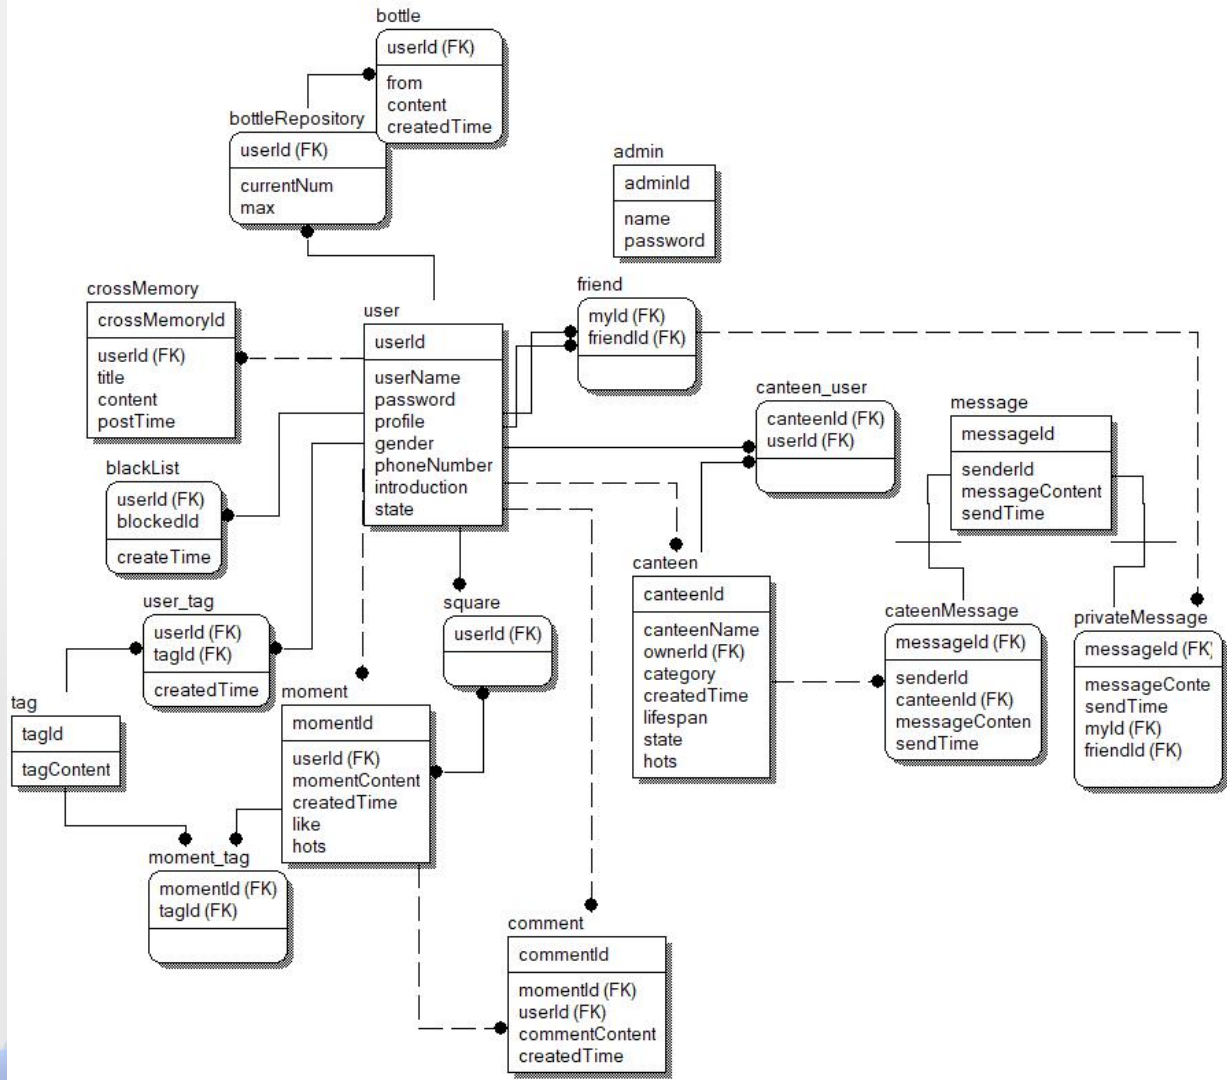 bottle
userId (FK)
from
content
createdTime
bottleRepository
userId (FK)
currentNum
max
admin
adminId
name
password
crossMemory
crossMemoryId
userId (FK)
title
content
postTime
user
userId
userName
password
profile
gender
phoneNumber
introduction
state
friend
myId (FK)
friendId (FK)
canteen_user
canteenId (FK)
userId (FK)
message
messageId
senderId
messageContent
sendTime
blackList
userId (FK)
blockedId
createTime
user_tag
userId (FK)
tagId (FK)
createdTime
square
userId (FK)
canteen
canteenId
canteenName
ownerId (FK)
category
createdTime
lifespan
state
hots
cateenMessage
messageId (FK)
senderId
canteenId (FK)
messageConten
sendTime
privateMessage
messageId (FK)
messageConte
sendTime
myId (FK)
friendId (FK)
tag
tagId
tagContent
moment
momentId
userId (FK)
momentContent
createdTime
like
hots
moment_tag
momentId (FK)
tagId (FK)
comment
commentId
momentId (FK)
userId (FK)
commentContent
createdTime